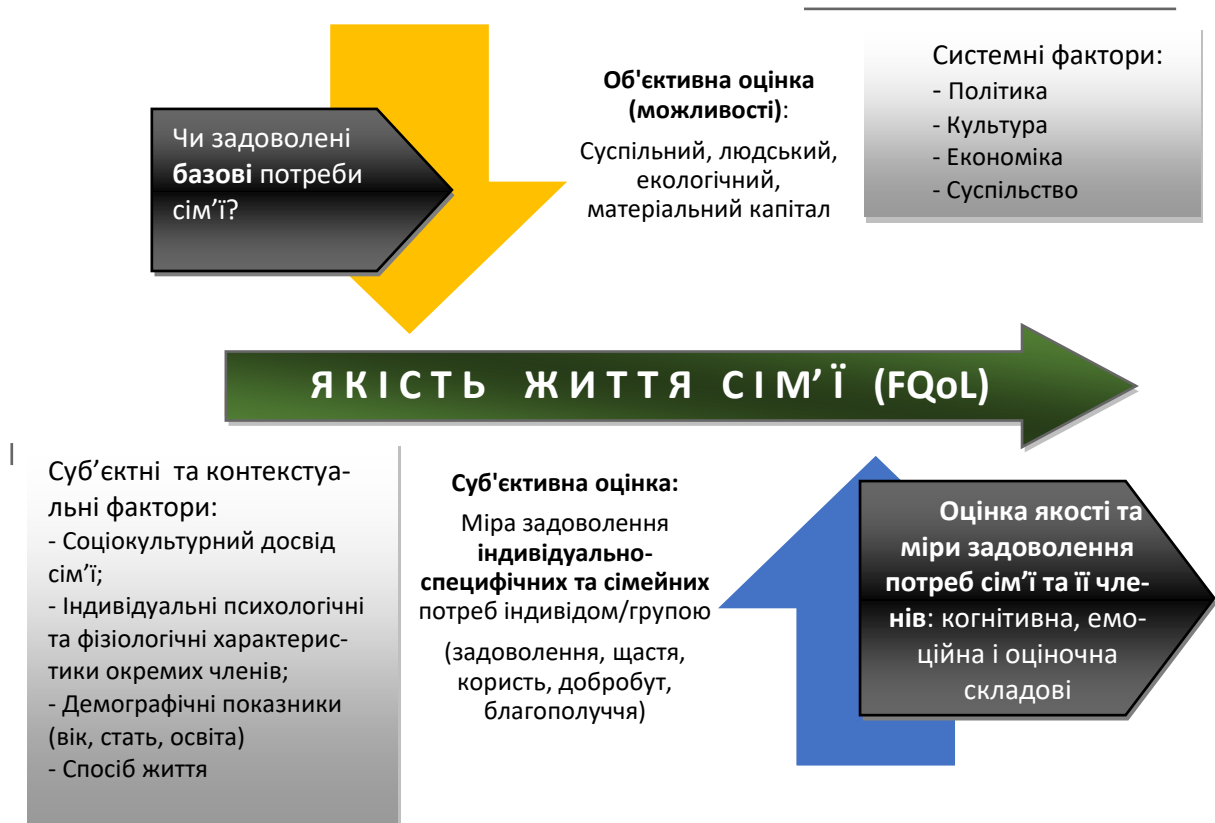 Чи задоволені
базові потреби
сім’ї?
Об'єктивна оцінка
(можливості):
Суспільний, людський,
екологічний,
матеріальний капітал
Системні фактори:
- Політика
- Культура
- Економіка
- Суспільство
ЯКІСТЬ ЖИТТЯ СІМ’Ї (FQoL)
Суб’єктні та контекстуа-
льні фактори:
- Соціокультурний досвід
сім’ї;
- Індивідуальні психологічні
та фізіологічні характерис-
тики окремих членів;
- Демографічні показники
(вік, стать, освіта)
- Спосіб життя
Суб'єктивна оцінка:
Міра задоволення
індивідуально-
специфічних та сімейних
потреб індивідом/групою
(задоволення, щастя,
користь, добробут,
благополуччя)
Оцінка якості та
міри задоволення
потреб сім’ї та її чле-
нів: когнітивна, емо-
ційна і оціночна
складові